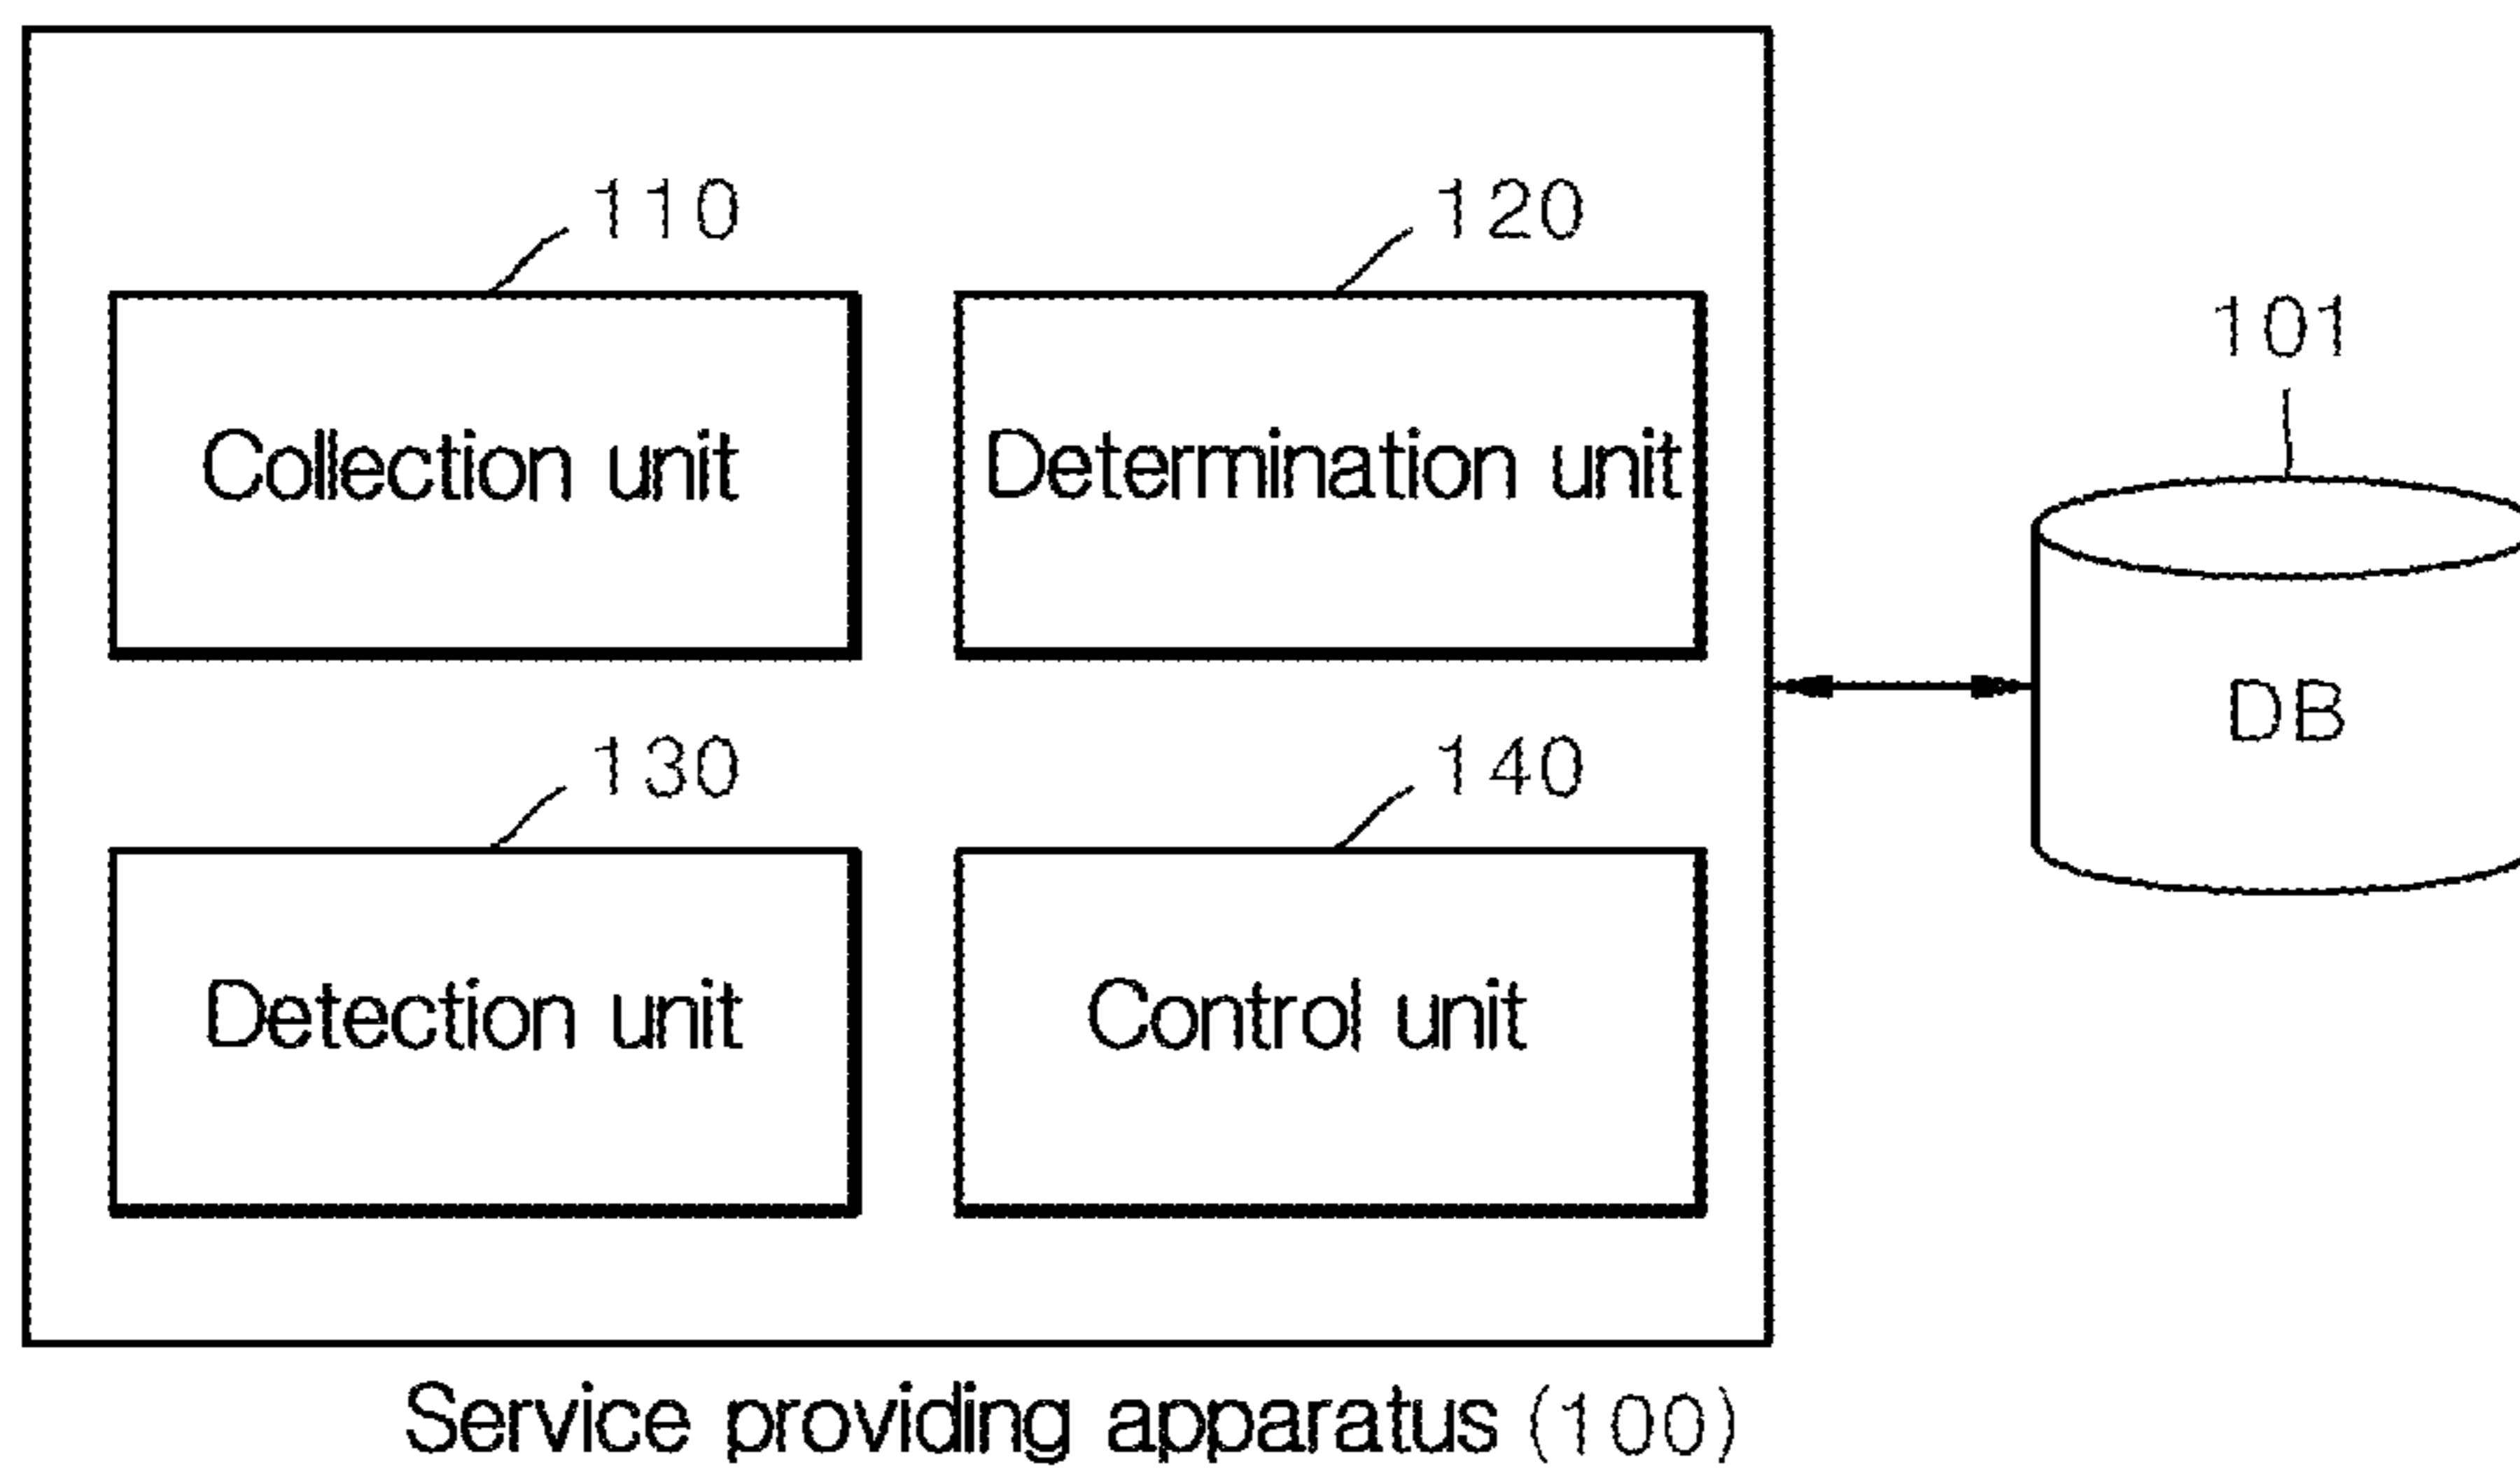 110
120
101
Collection unit
Determination unit
DB
130
140
Detection unit
Control unit
Service providing apparatus (100)